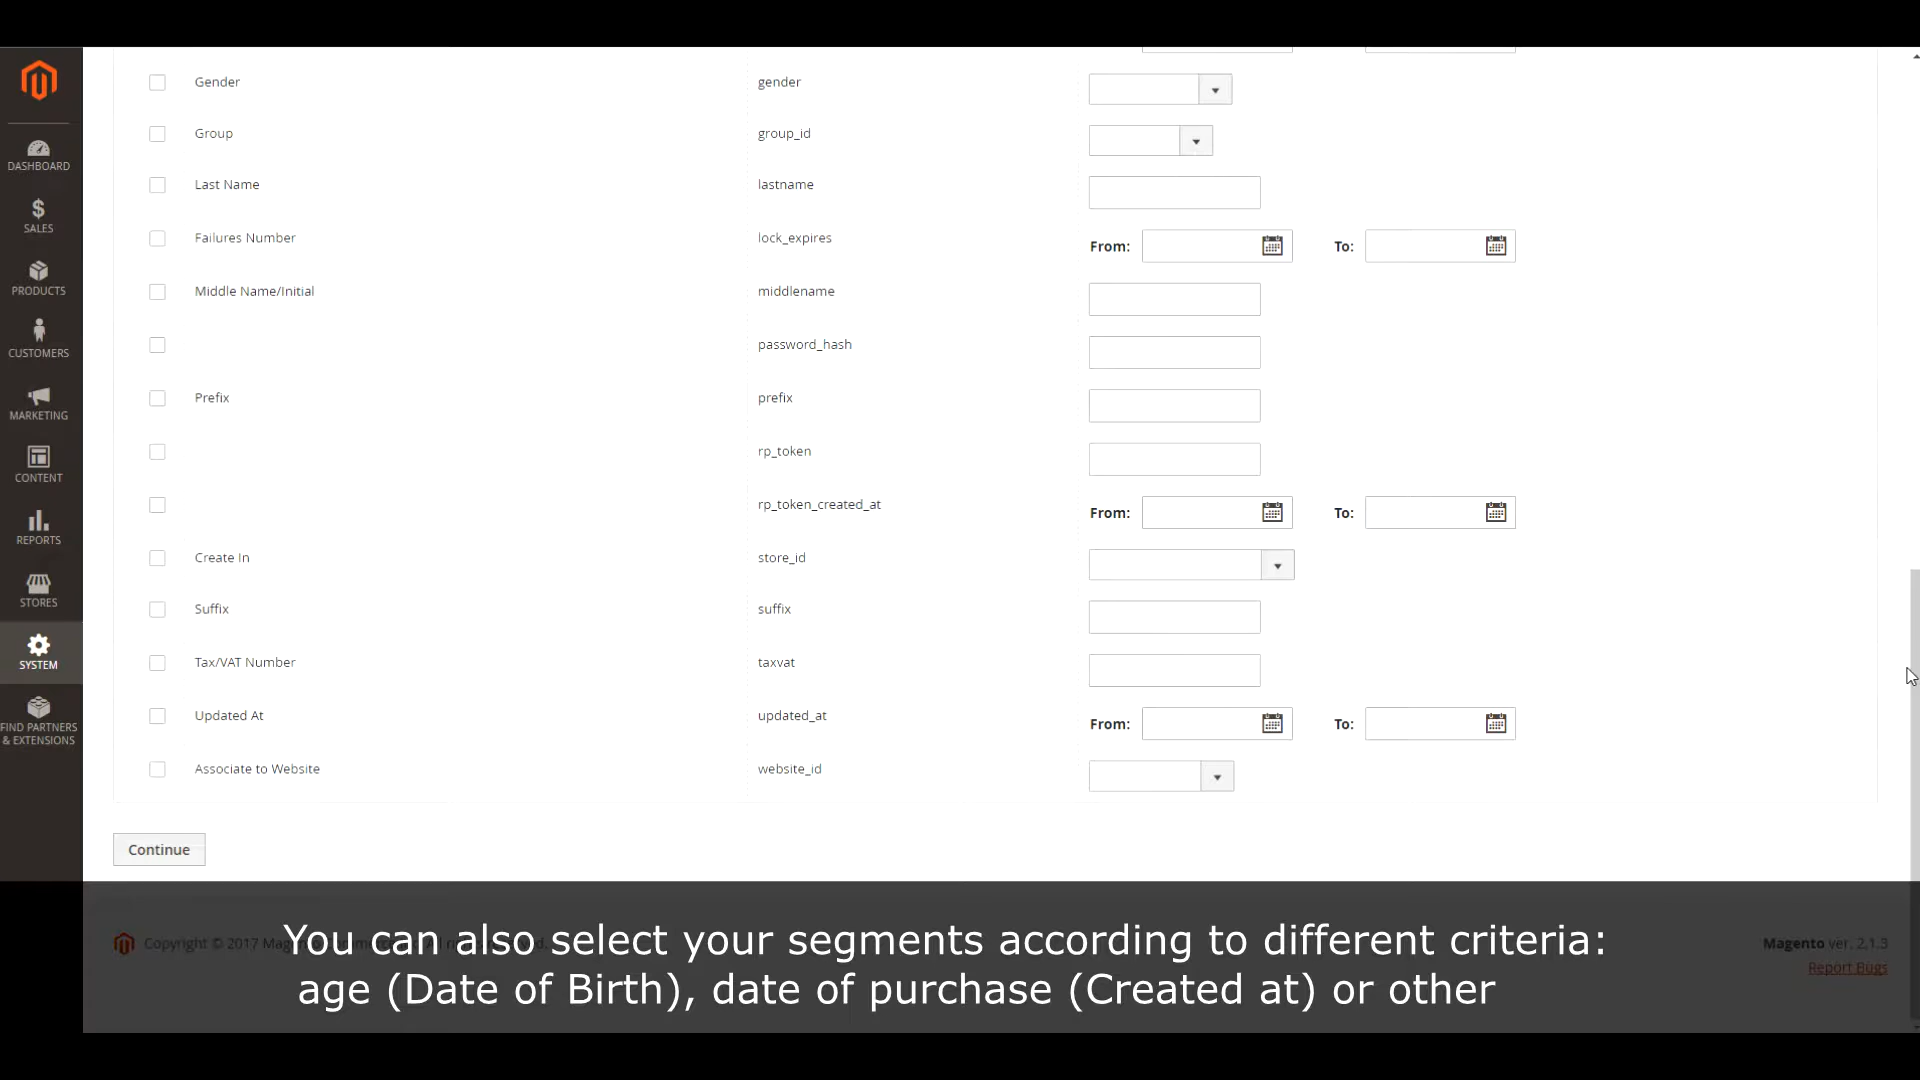 Gender gender
Group group_id
Last Name lastname
Failures Number lock_expires From: To:
Middle Name/Initial middlename
password_hash
Prefix prefix
rp_token
rp_token_created_at From: To:
Create In store_id
Suffix suffix
Tax/VAT Number taxvat
Updated At updated_at From: To:
Associate to Website website_id
Continue
DASHBOARD
SALES
PRODUCTS
CUSTOMERS
MARKETING
CONTENT
REPORTS
STORES
SYSTEM
FIND PARTNERS
& EXTENSIONS
Copyright © 2017
Magento ver. 2.1.3
Report Bugs
You can also select your segments according to different criteria:
age (Date of Birth), date of purchase (Created at) or other